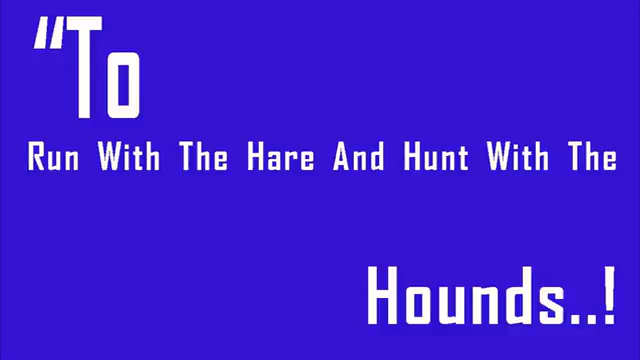 “To
Run With The Hare And Hunt With The
Hounds..!